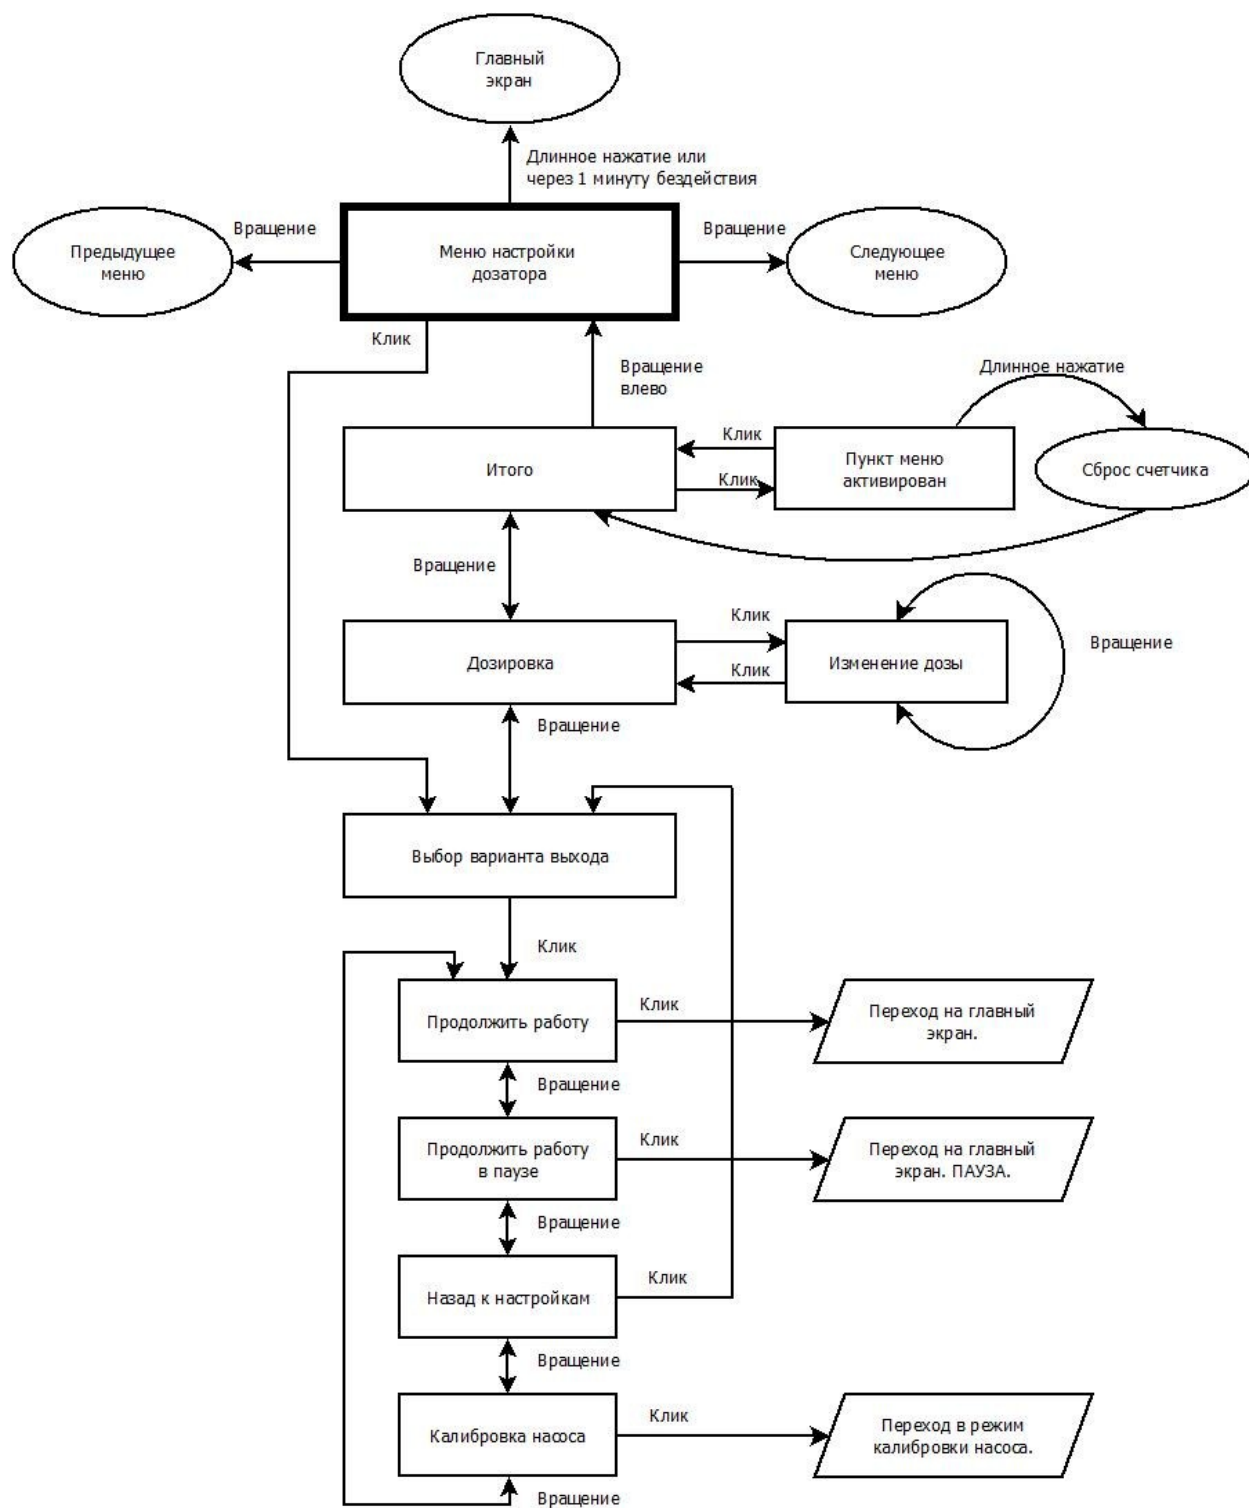 Главный
экран
Длинное нажатие или
через 1 минуту бездействия
Вращение
Вращение
Предыдущее
меню
Меню настройки
дозатора
Следующее
меню
Клик
Вращение
влево
Длинное нажатие
Клик
Итого
Пункт меню
активирован
Сброс счетчика
Клик
Вращение
Клик
Вращение
Дозировка
Изменение дозы
Клик
Вращение
Выбор варианта выхода
Клик
Клик
Продолжить работу
Переход на главный
экран.
Вращение
Клик
Продолжить работу
в паузе
Переход на главный
экран. ПАУЗА.
Вращение
Клик
Назад к настройкам
Вращение
Клик
Калибровка насоса
Переход в режим
калибровки насоса.
Вращение